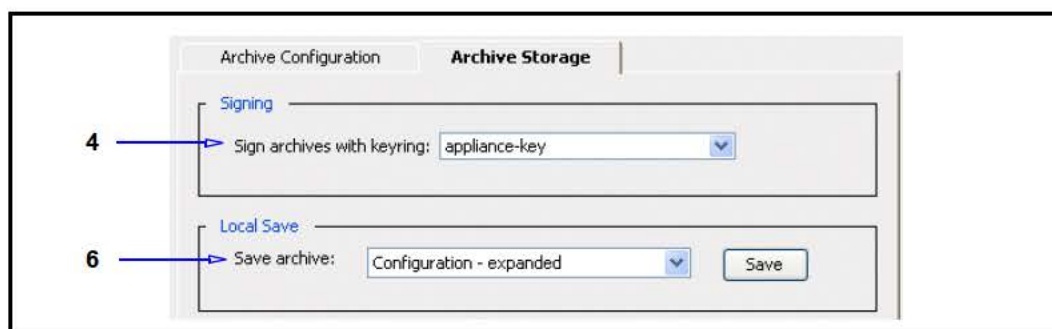 Archive Configuration Archive Storage
Signing
4 Sign archives with keyring: appliance-key
Local Save
6 Save archive: Configuration - expanded Save